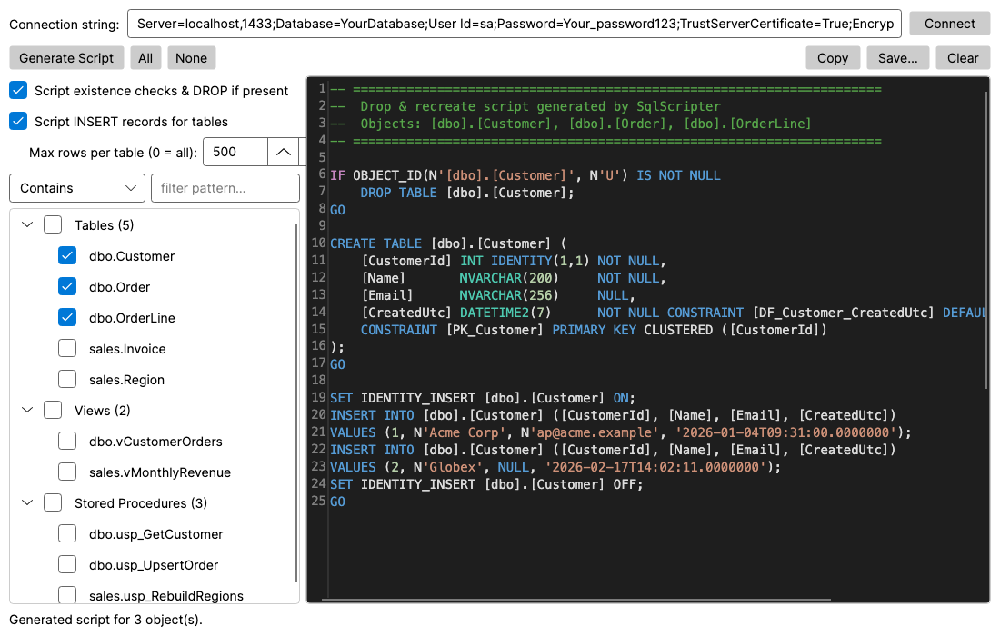 Connection string: Server=localhost,1433;Database=YourDatabase;User Id=sa;Password=Your_password123;TrustServerCertificate=True;Encryp Connect
Generate Script All None Copy Save... Clear
Script existence checks & DROP if present
Script INSERT records for tables
Max rows per table (0 = all): 500
Contains filter pattern...
Tables (5)
dbo.Customer
dbo.Order
dbo.OrderLine
sales.Invoice
sales.Region
Views (2)
dbo.vCustomerOrders
sales.vMonthlyRevenue
Stored Procedures (3)
dbo.usp_GetCustomer
dbo.usp_UpsertOrder
sales.usp_RebuildRegions
1 -- =====================================================================
2 --  Drop & recreate script generated by SqlScripter
3 --  Objects: [dbo].[Customer], [dbo].[Order], [dbo].[OrderLine]
4 -- =====================================================================
5
6 IF OBJECT_ID(N'[dbo].[Customer]', N'U') IS NOT NULL
7     DROP TABLE [dbo].[Customer];
8 GO
9
10 CREATE TABLE [dbo].[Customer] (
11     [CustomerId] INT IDENTITY(1,1) NOT NULL,
12     [Name]       NVARCHAR(200)     NOT NULL,
13     [Email]      NVARCHAR(256)     NULL,
14     [CreatedUtc] DATETIME2(7)      NOT NULL CONSTRAINT [DF_Customer_CreatedUtc] DEFAUL
15     CONSTRAINT [PK_Customer] PRIMARY KEY CLUSTERED ([CustomerId])
16 );
17 GO
18
19 SET IDENTITY_INSERT [dbo].[Customer] ON;
20 INSERT INTO [dbo].[Customer] ([CustomerId], [Name], [Email], [CreatedUtc])
21 VALUES (1, N'Acme Corp', N'ap@acme.example', '2026-01-04T09:31:00.0000000');
22 INSERT INTO [dbo].[Customer] ([CustomerId], [Name], [Email], [CreatedUtc])
23 VALUES (2, N'Globex', NULL, '2026-02-17T14:02:11.0000000');
24 SET IDENTITY_INSERT [dbo].[Customer] OFF;
25 GO
Generated script for 3 object(s).